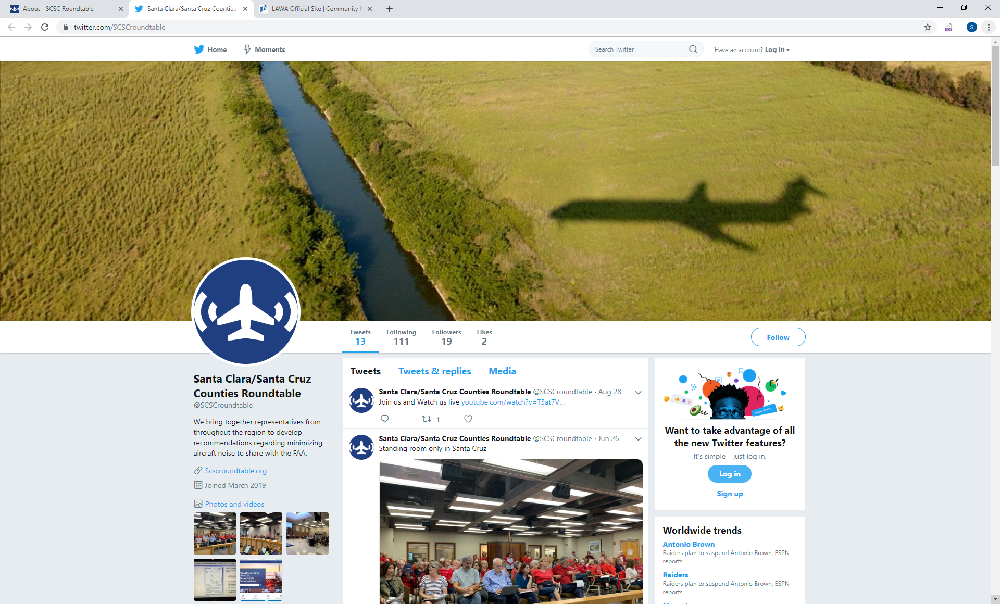 About - SCSC Roundtable
Santa Clara/Santa Cruz Counties
LAWA Official Site | Community N
twitter.com/SCSCroundtable
S
Home
Moments
Search Twitter
Have an account? Log in
Tweets
13
Following
111
Followers
19
Likes
2
Follow
Santa Clara/Santa Cruz
Counties Roundtable
@SCSCroundtable
We bring together representatives from
throughout the region to develop
recommendations regarding minimizing
aircraft noise to share with the FAA.
Scscroundtable.org
Joined March 2019
Photos and videos
Proudly serving
the SCSC
Roundtable
Communities
Tweets Tweets & replies Media
Santa Clara/Santa Cruz Counties Roundtable @SCSCroundtable · Aug 28
Join us and Watch us live youtube.com/watch?v=T3at7V...
1
Santa Clara/Santa Cruz Counties Roundtable @SCSCroundtable · Jun 26
Standing room only in Santa Cruz
Want to take advantage of all
the new Twitter features?
It's simple – just log in.
Log in
Sign up
Worldwide trends
Antonio Brown
Raiders plan to suspend Antonio Brown, ESPN
reports
Raiders
Raiders plan to suspend Antonio Brown, ESPN
reports